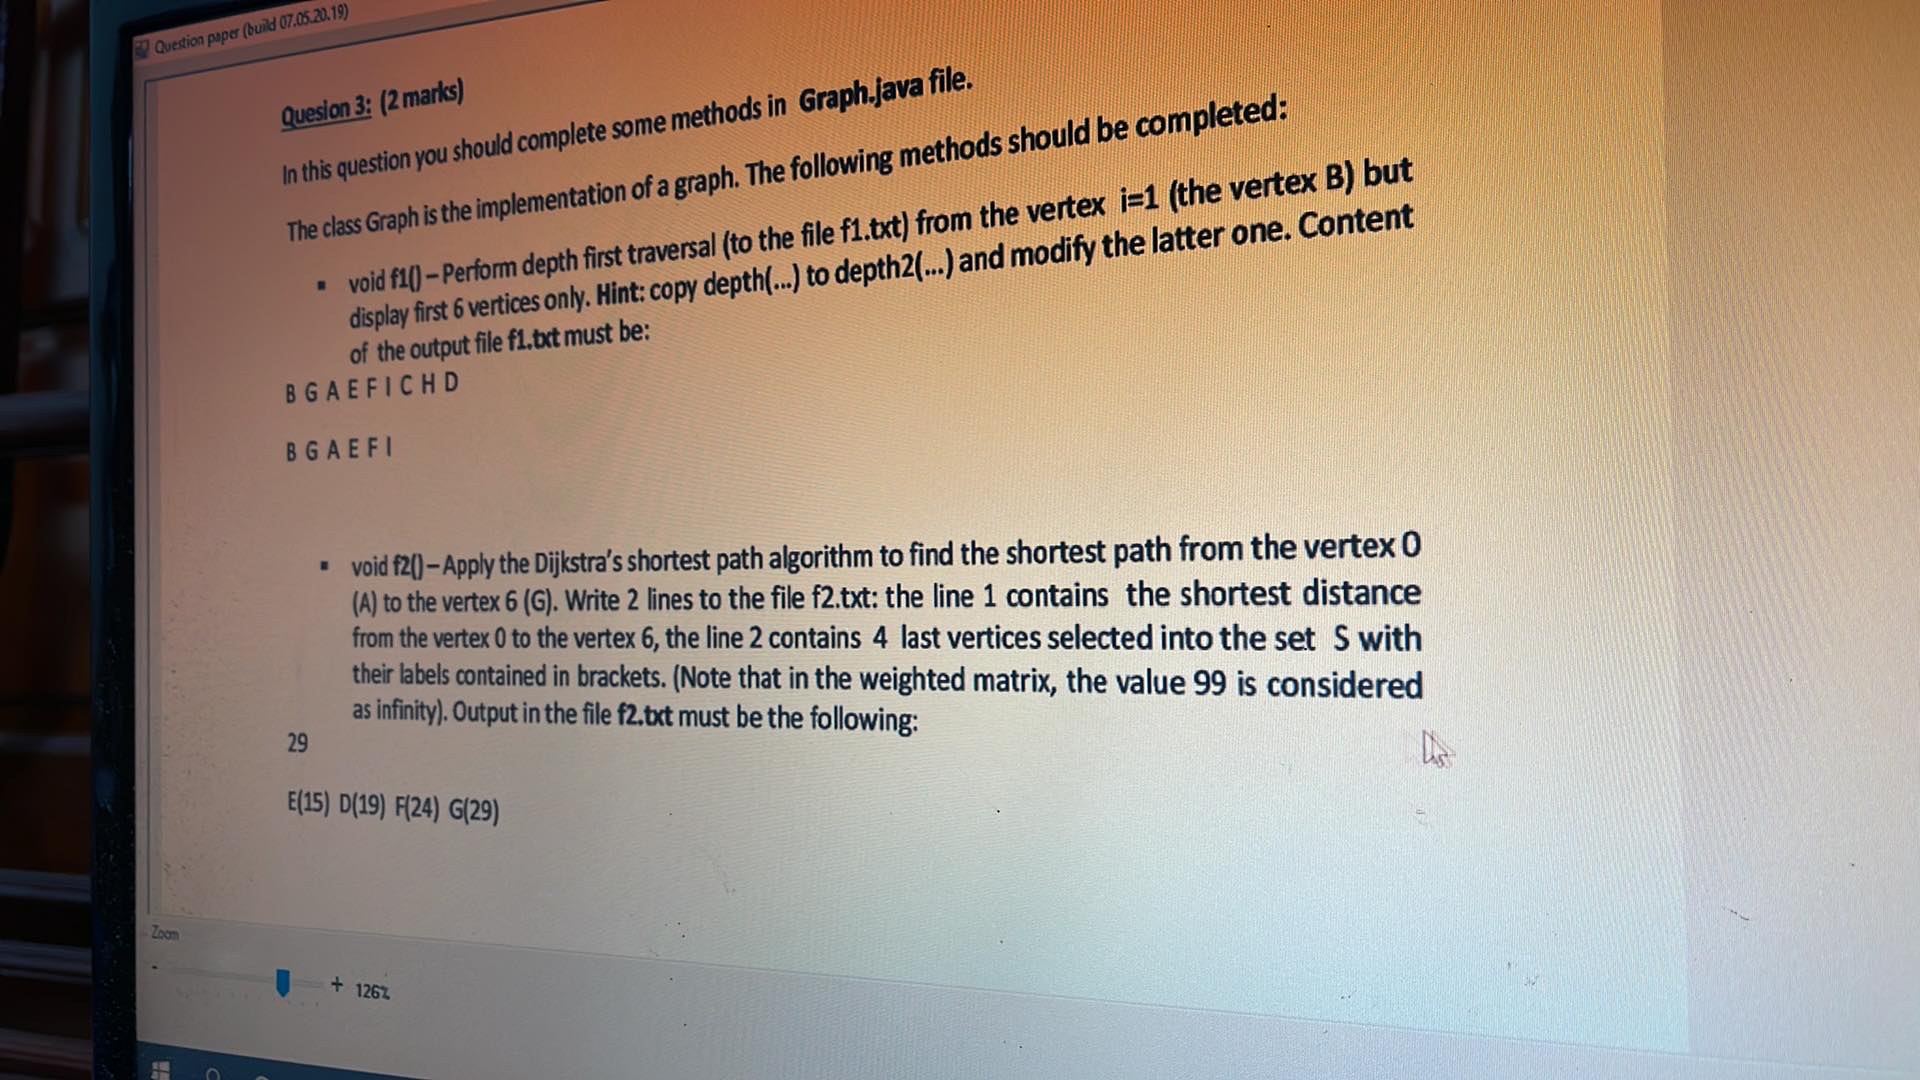 Question paper (build 07.05.20.19)
Quesion 3: (2 marks)
In this question you should complete some methods in Graph.java file.
The class Graph is the implementation of a graph. The following methods should be completed:
▪ void f1() – Perform depth first traversal (to the file f1.txt) from the vertex i=1 (the vertex B) but
display first 6 vertices only. Hint: copy depth(...) to depth2(...) and modify the latter one. Content
of the output file f1.txt must be:
B G A E F I C H D
B G A E F I
▪ void f2() – Apply the Dijkstra's shortest path algorithm to find the shortest path from the vertex 0
(A) to the vertex 6 (G). Write 2 lines to the file f2.txt: the line 1 contains the shortest distance
from the vertex 0 to the vertex 6, the line 2 contains 4 last vertices selected into the set S with
their labels contained in brackets. (Note that in the weighted matrix, the value 99 is considered
as infinity). Output in the file f2.txt must be the following:
29
E(15) D(19) F(24) G(29)
Zoom
- + 126%